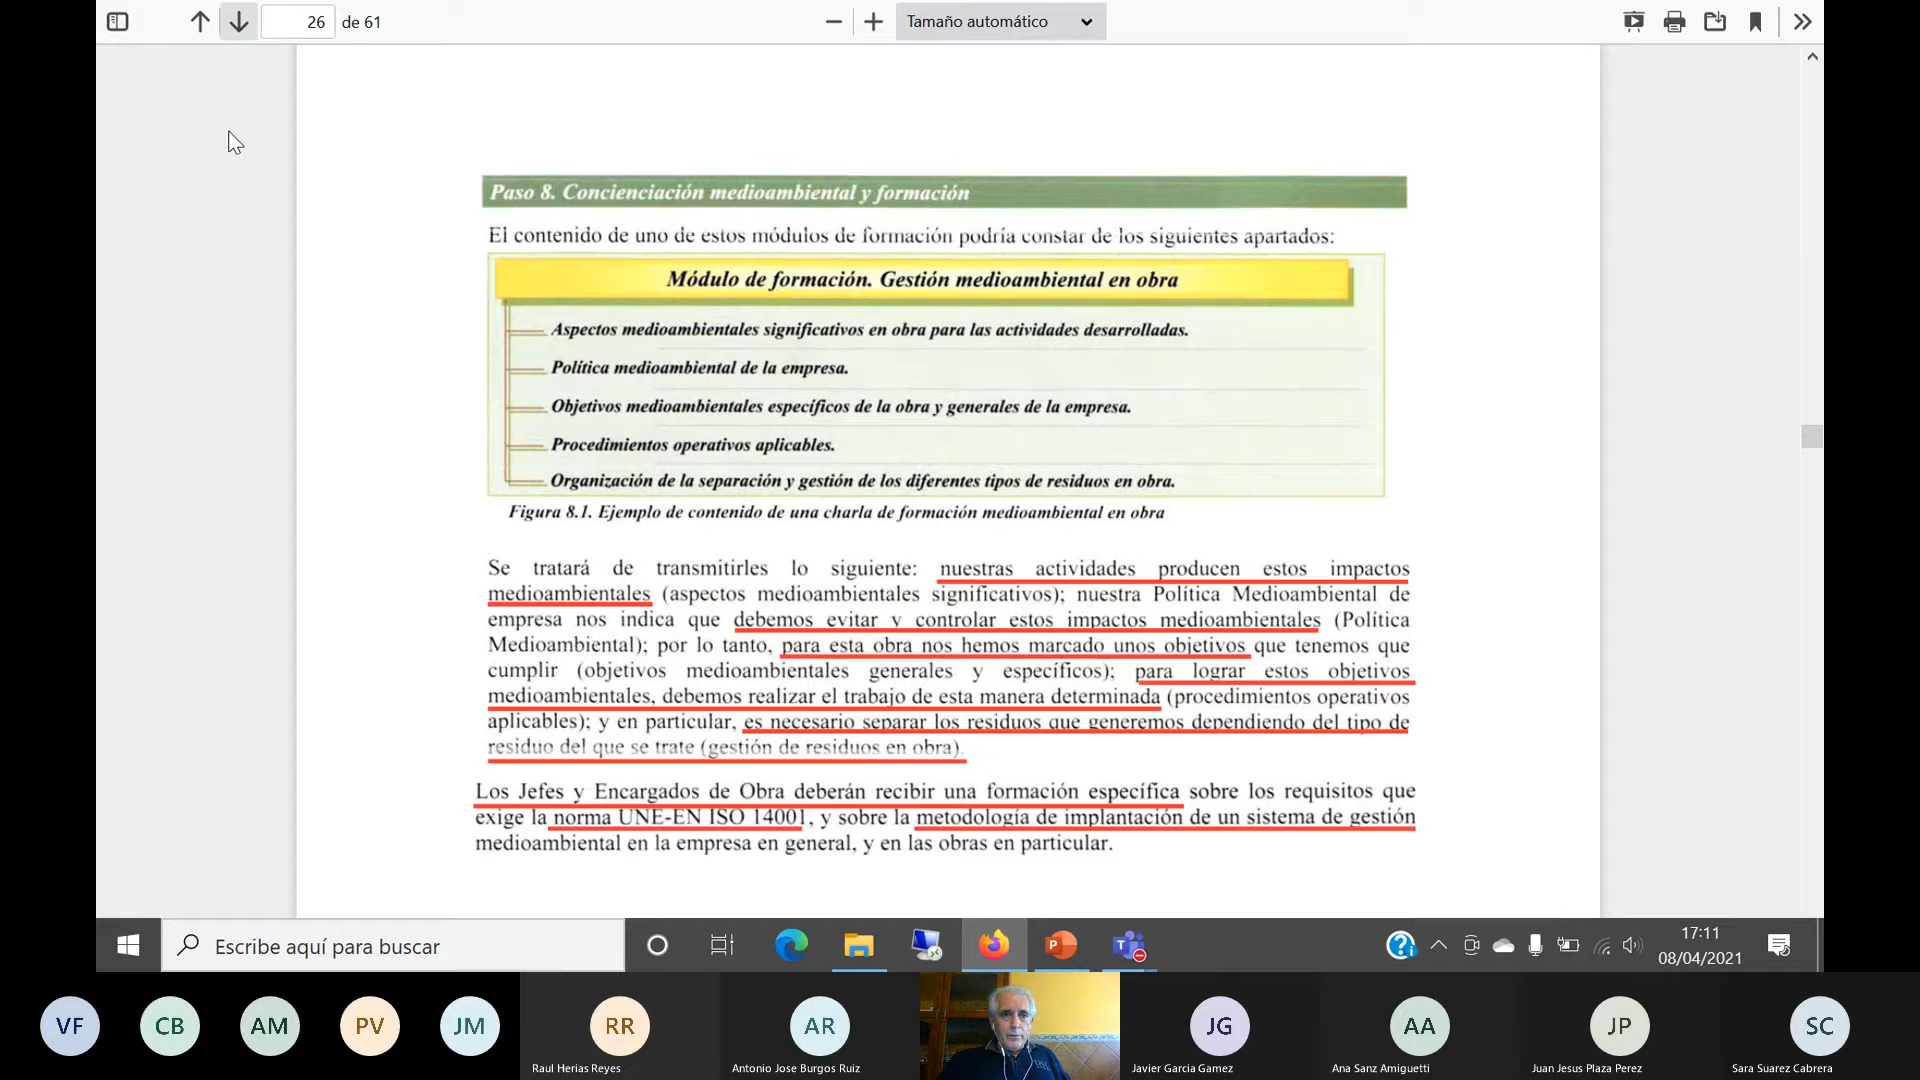 26 de 61
Tamaño automático
Paso 8. Concienciación medioambiental y formación
El contenido de uno de estos módulos de formación podría constar de los siguientes apartados:
Módulo de formación. Gestión medioambiental en obra
Aspectos medioambientales significativos en obra para las actividades desarrolladas.
Política medioambiental de la empresa.
Objetivos medioambientales específicos de la obra y generales de la empresa.
Procedimientos operativos aplicables.
Organización de la separación y gestión de los diferentes tipos de residuos en obra.
Figura 8.1. Ejemplo de contenido de una charla de formación medioambiental en obra
Se tratará de transmitirles lo siguiente: nuestras actividades producen estos impactos
medioambientales (aspectos medioambientales significativos); nuestra Política Medioambiental de
empresa nos indica que debemos evitar y controlar estos impactos medioambientales (Política
Medioambiental); por lo tanto, para esta obra nos hemos marcado unos objetivos que tenemos que
cumplir (objetivos medioambientales generales y específicos); para lograr estos objetivos
medioambientales, debemos realizar el trabajo de esta manera determinada (procedimientos operativos
aplicables); y en particular, es necesario separar los residuos que generemos dependiendo del tipo de
residuo del que se trate (gestión de residuos en obra).
Los Jefes y Encargados de Obra deberán recibir una formación específica sobre los requisitos que
exige la norma UNE-EN ISO 14001, y sobre la metodología de implantación de un sistema de gestión
medioambiental en la empresa en general, y en las obras en particular.
Escribe aquí para buscar
17:11
08/04/2021
VF CB AM PV JM RR AR JG AA JP SC
Raul Herias Reyes Antonio Jose Burgos Ruiz Javier Garcia Gamez Ana Sanz Amiguetti Juan Jesus Plaza Perez Sara Suarez Cabrera